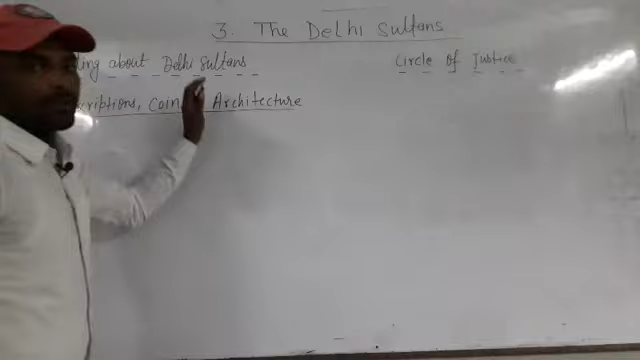 3. The Delhi Sultans
about Delhi Sultans
Circle of Justice
Architecture